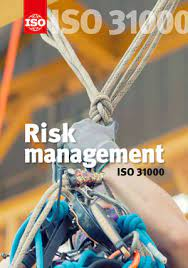 ISO 31000
ISO
Risk
management
ISO 31000